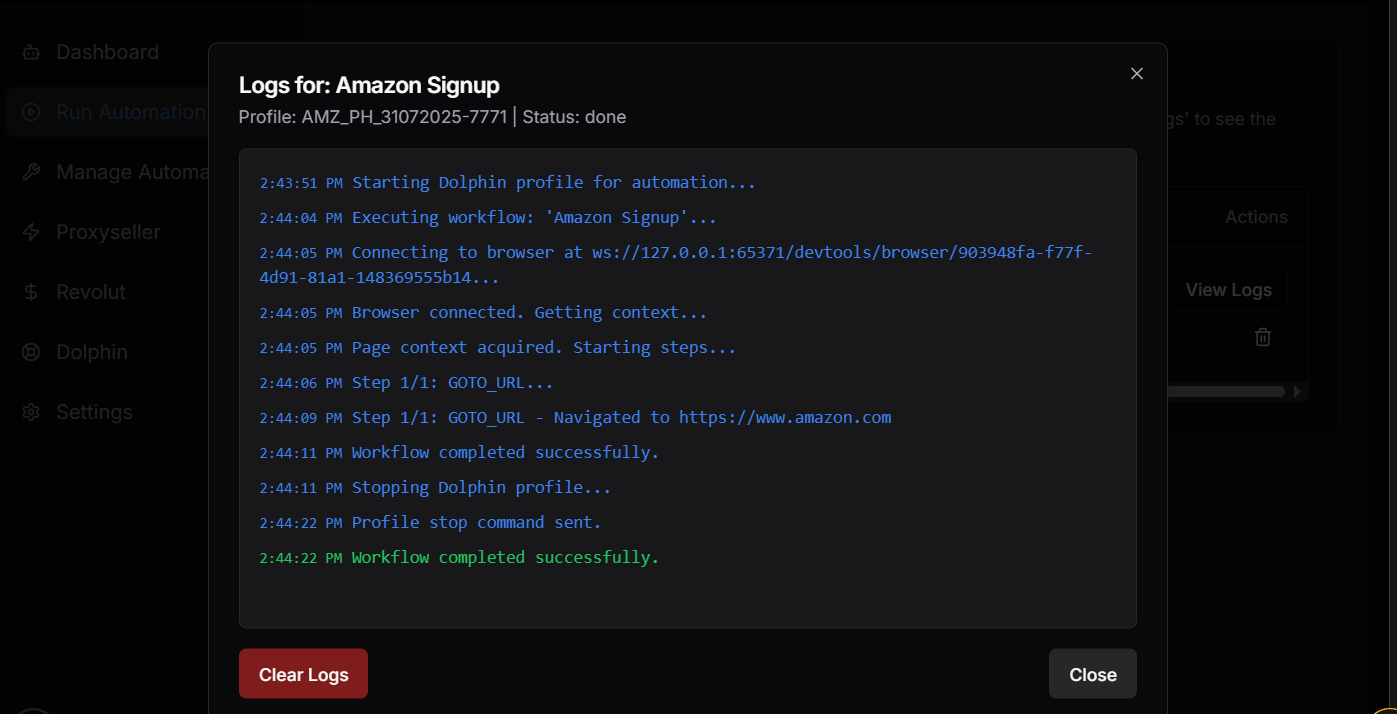 Dashboard
Run Automation
Manage Automa
Proxyseller
Revolut
Dolphin
Settings
Logs for: Amazon Signup
Profile: AMZ_PH_31072025-7771 | Status: done
2:43:51 PM Starting Dolphin profile for automation...
2:44:04 PM Executing workflow: 'Amazon Signup'...
2:44:05 PM Connecting to browser at ws://127.0.0.1:65371/devtools/browser/903948fa-f77f-
4d91-81a1-148369555b14...
2:44:05 PM Browser connected. Getting context...
2:44:05 PM Page context acquired. Starting steps...
2:44:06 PM Step 1/1: GOTO_URL...
2:44:09 PM Step 1/1: GOTO_URL - Navigated to https://www.amazon.com
2:44:11 PM Workflow completed successfully.
2:44:11 PM Stopping Dolphin profile...
2:44:22 PM Profile stop command sent.
2:44:22 PM Workflow completed successfully.
Clear Logs
Close
gs' to see the
Actions
View Logs